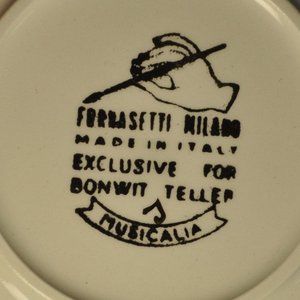 FORNASETTI MILANO
MADE IN ITALY
EXCLUSIVE FOR
BONWIT TELLER
MUSICALIA